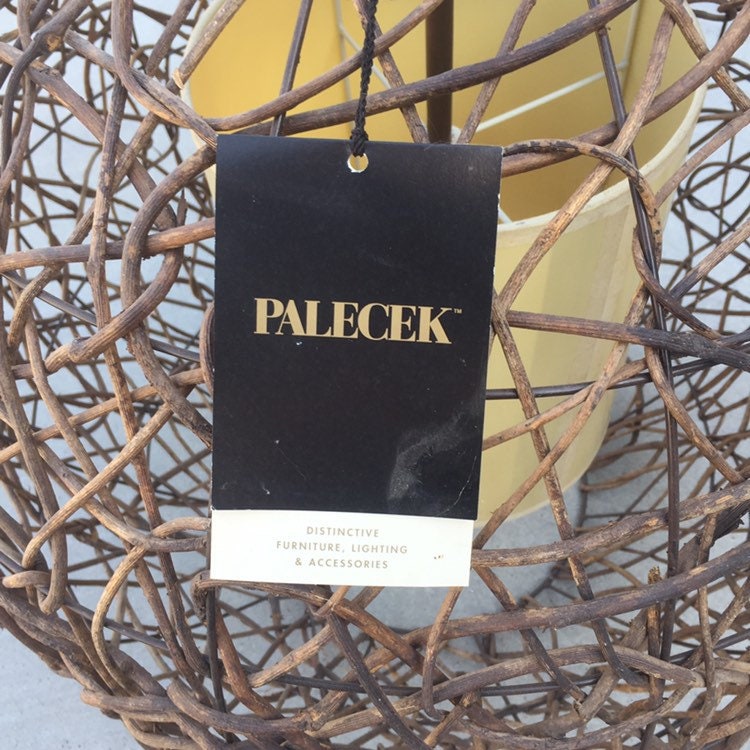 PALECEK™
DISTINCTIVE
FURNITURE, LIGHTING
& ACCESSORIES